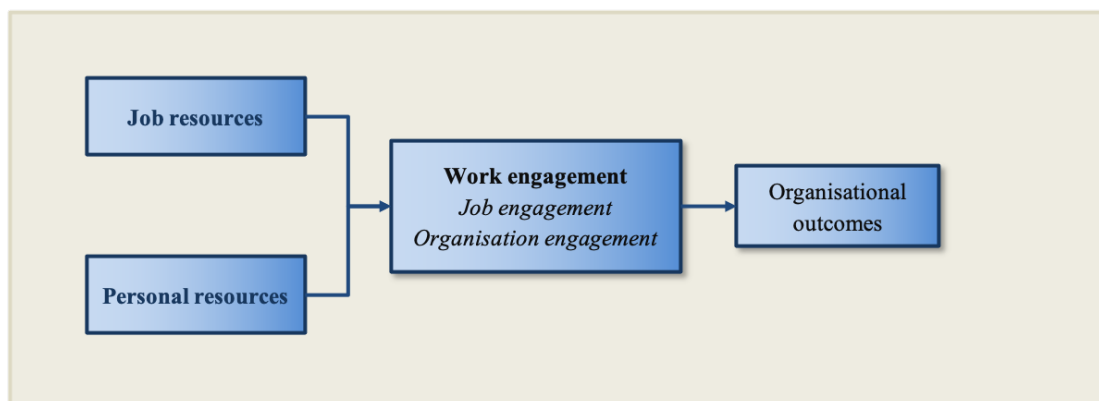 Job resources
Personal resources
Work engagement
Job engagement
Organisation engagement
Organisational
outcomes